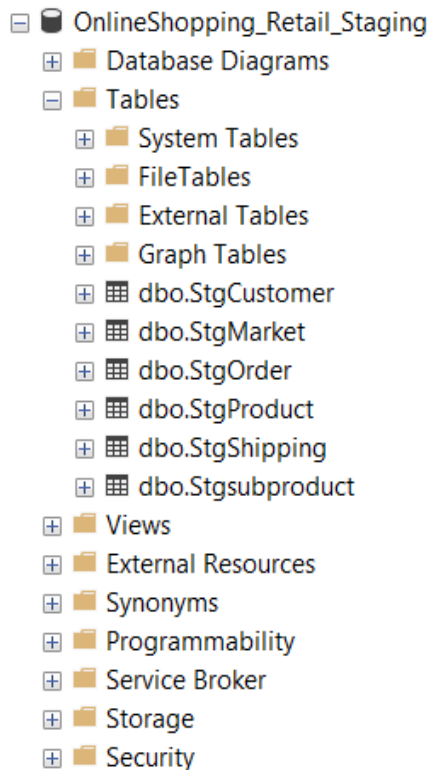 OnlineShopping_Retail_Staging
Database Diagrams
Tables
System Tables
FileTables
External Tables
Graph Tables
dbo.StgCustomer
dbo.StgMarket
dbo.StgOrder
dbo.StgProduct
dbo.StgShipping
dbo.Stgsubproduct
Views
External Resources
Synonyms
Programmability
Service Broker
Storage
Security